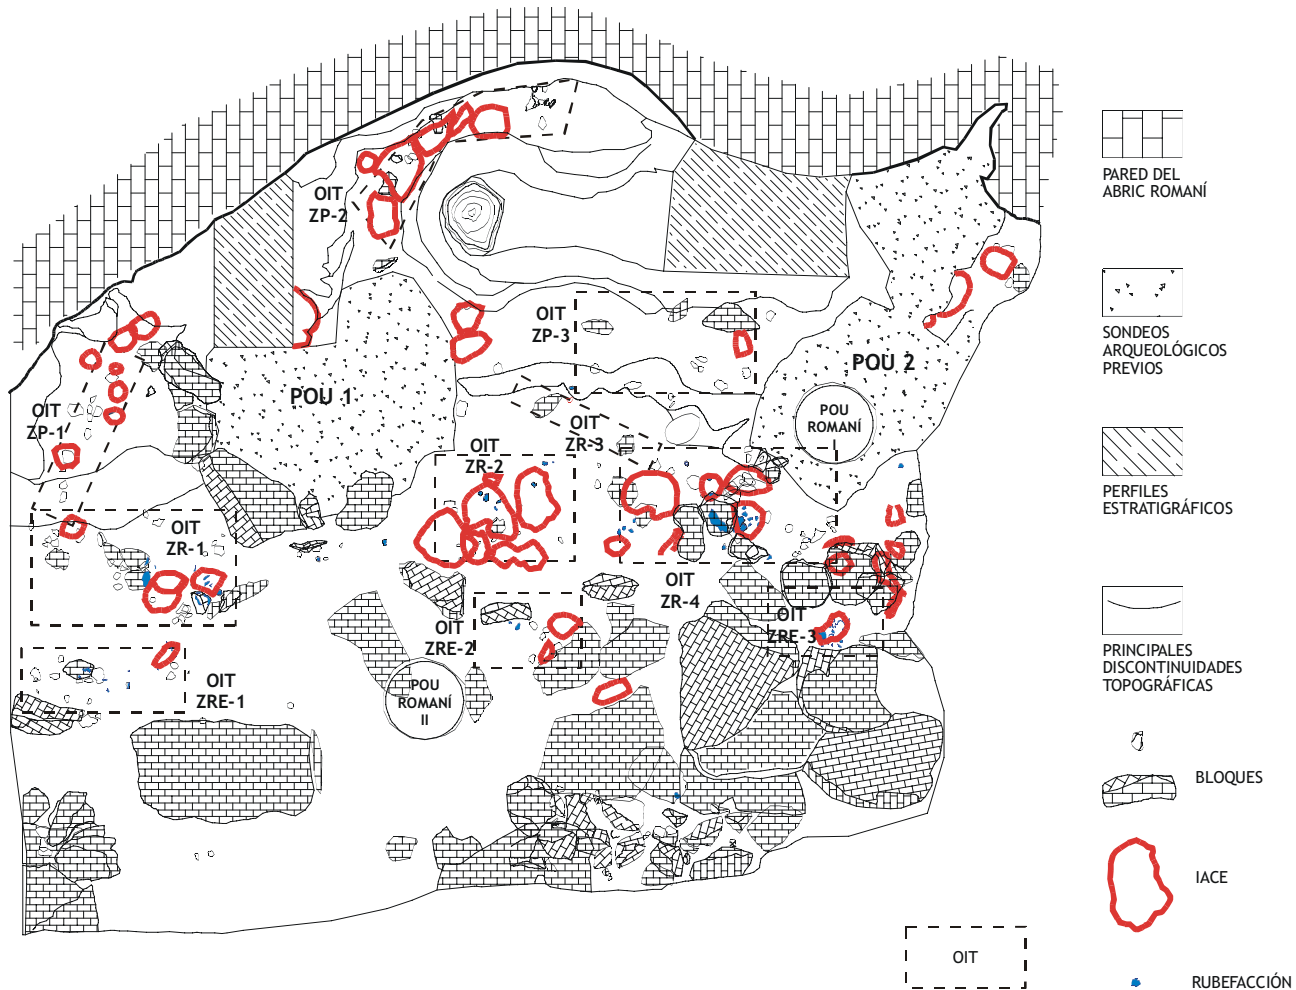 OIT
ZP-2
OIT
ZP-3
POU 1
POU 2
POU
ROMANÍ
OIT
ZP-1
OIT
ZR-3
OIT
ZR-2
OIT
ZR-1
OIT
ZR-4
OIT
ZRE-3
OIT
ZRE-2
OIT
ZRE-1
POU
ROMANÍ
II
PARED DEL
ABRIC ROMANÍ
SONDEOS
ARQUEOLÓGICOS
PREVIOS
PERFILES
ESTRATIGRÁFICOS
PRINCIPALES
DISCONTINUIDADES
TOPOGRÁFICAS
BLOQUES
IACE
OIT
RUBEFACCIÓN